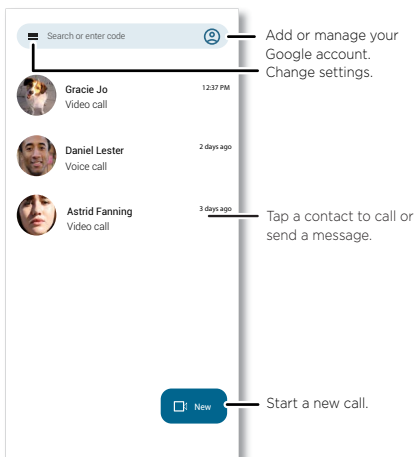 Search or enter code
Add or manage your
Google account.
Change settings.
Gracie Jo
12:37 PM
Video call
Daniel Lester
2 days ago
Voice call
Astrid Fanning
3 days ago
Video call
Tap a contact to call or
send a message.
New
Start a new call.